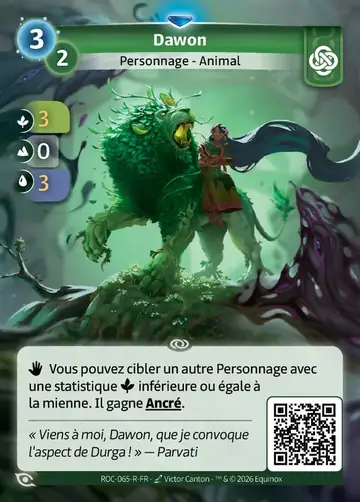 3
Dawon
2
Personnage - Animal
3
0
3
Vous pouvez cibler un autre Personnage avec
une statistique inférieure ou égale à
la mienne. Il gagne Ancré.
« Viens à moi, Dawon, que je convoque
l'aspect de Durga ! » — Parvati
ROC-065-R-FR - Victor Canton - ™ & © 2026 Equinox